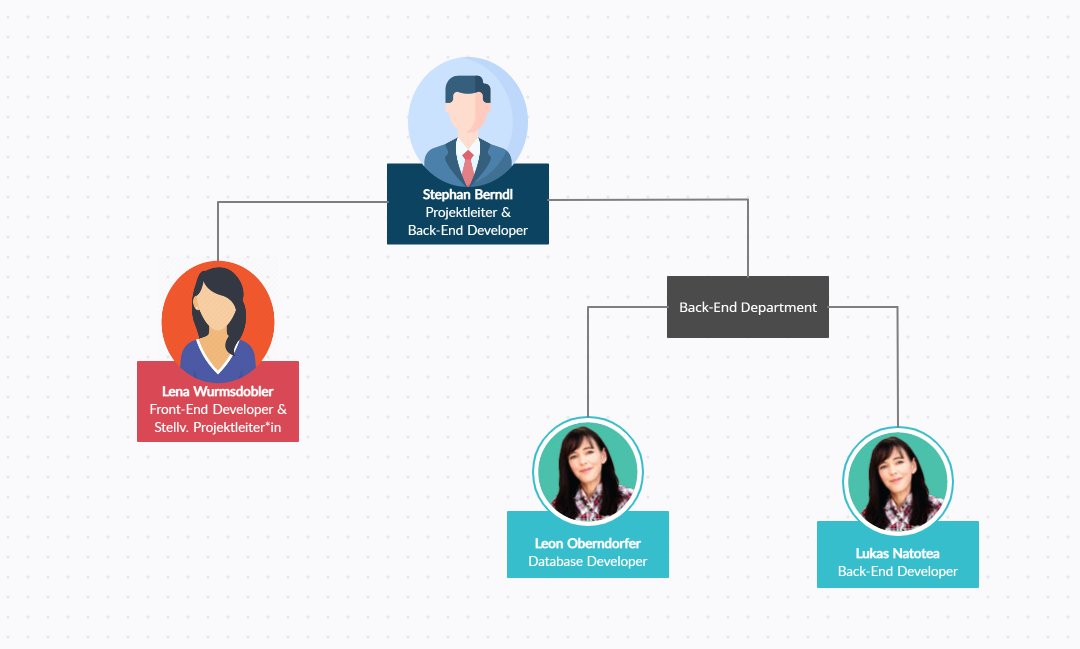 Stephan Berndl
Projektleiter &
Back-End Developer
Back-End Department
Lena Wurmsdobler
Front-End Developer &
Stellv. Projektleiter*in
Leon Oberndorfer
Database Developer
Lukas Natotea
Back-End Developer